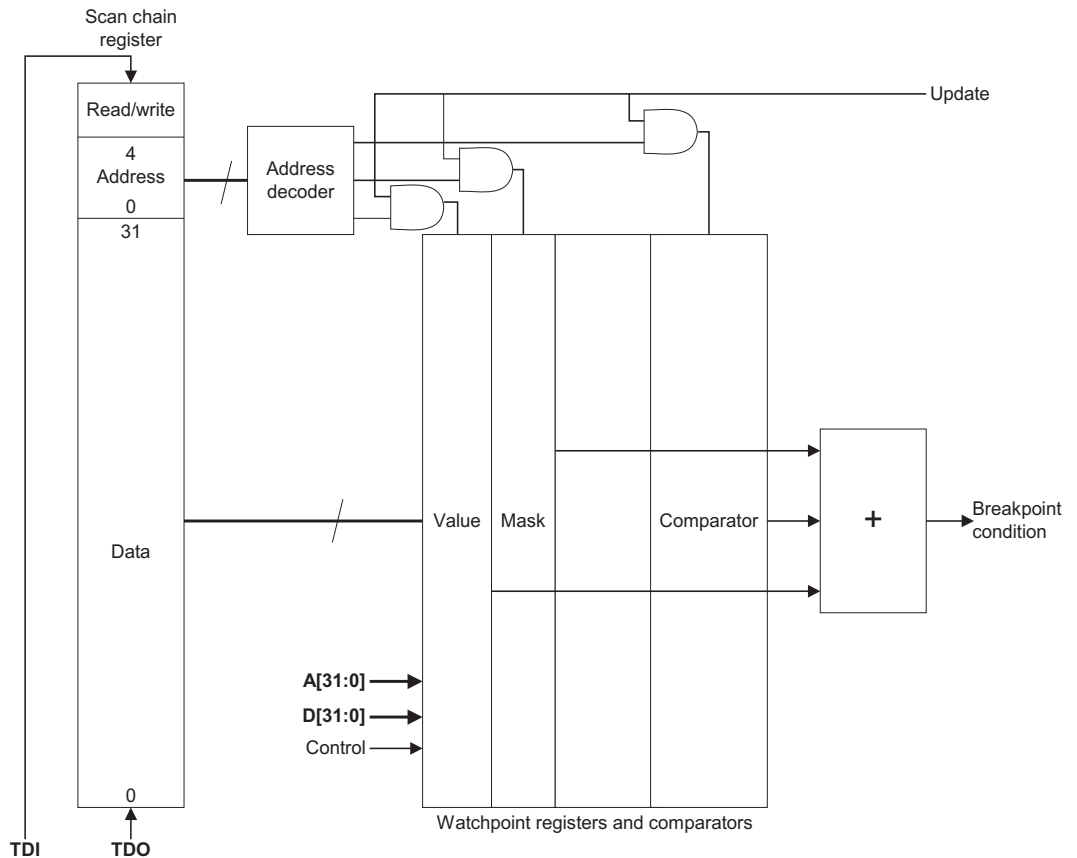 Scan chain
register
Read/write
Update
4
Address
0
Address
decoder
31
Value
Mask
Comparator
+
Breakpoint
condition
Data
A[31:0]
D[31:0]
Control
0
Watchpoint registers and comparators
TDI
TDO